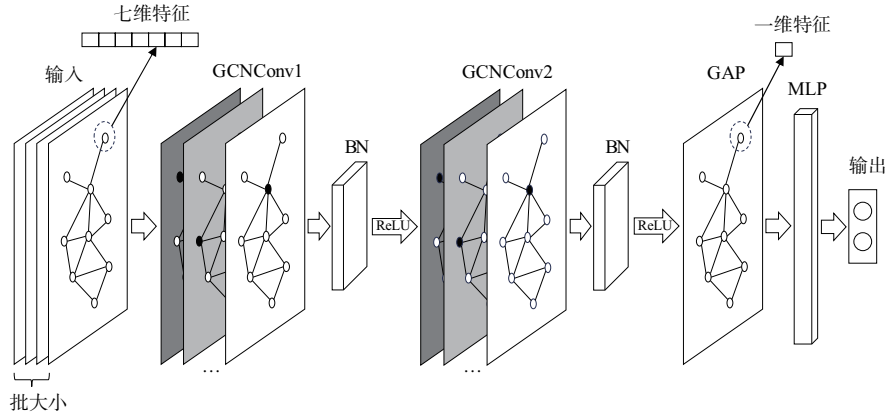 七维特征
一维特征
输入
GCNConv1
GCNConv2
GAP
MLP
BN
BN
输出
ReLU
ReLU
...
...
批大小